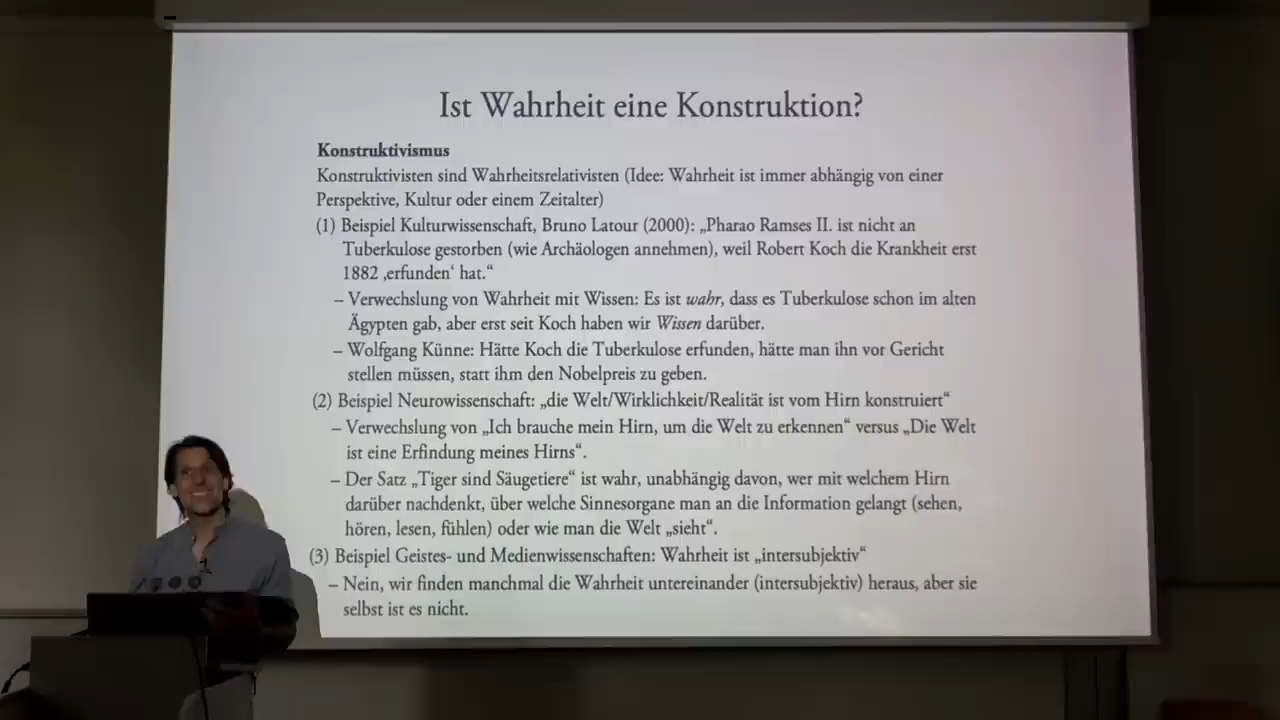 Ist Wahrheit eine Konstruktion?
Konstruktivismus
Konstruktivisten sind Wahrheitsrelativisten (Idee: Wahrheit ist immer abhängig von einer
Perspektive, Kultur oder einem Zeitalter)
(1) Beispiel Kulturwissenschaft, Bruno Latour (2000): „Pharao Ramses II. ist nicht an
Tuberkulose gestorben (wie Archäologen annehmen), weil Robert Koch die Krankheit erst
1882 ‚erfunden‘ hat.“
– Verwechslung von Wahrheit mit Wissen: Es ist wahr, dass es Tuberkulose schon im alten
Ägypten gab, aber erst seit Koch haben wir Wissen darüber.
– Wolfgang Künne: Hätte Koch die Tuberkulose erfunden, hätte man ihn vor Gericht
stellen müssen, statt ihm den Nobelpreis zu geben.
(2) Beispiel Neurowissenschaft: „die Welt/Wirklichkeit/Realität ist vom Hirn konstruiert“
– Verwechslung von „Ich brauche mein Hirn, um die Welt zu erkennen“ versus „Die Welt
ist eine Erfindung meines Hirns“.
– Der Satz „Tiger sind Säugetiere“ ist wahr, unabhängig davon, wer mit welchem Hirn
darüber nachdenkt, über welche Sinnesorgane man an die Information gelangt (sehen,
hören, lesen, fühlen) oder wie man die Welt „sieht“.
(3) Beispiel Geistes- und Medienwissenschaften: Wahrheit ist „intersubjektiv“
– Nein, wir finden manchmal die Wahrheit untereinander (intersubjektiv) heraus, aber sie
selbst ist es nicht.